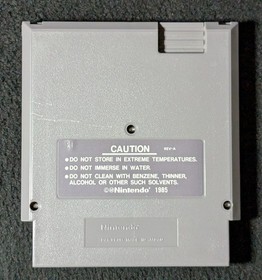 CAUTION
REV-A
• DO NOT STORE IN EXTREME TEMPERATURES.
• DO NOT IMMERSE IN WATER.
• DO NOT CLEAN WITH BENZENE, THINNER,
ALCOHOL OR OTHER SUCH SOLVENTS.
©®Nintendo® 1985
Nintendo